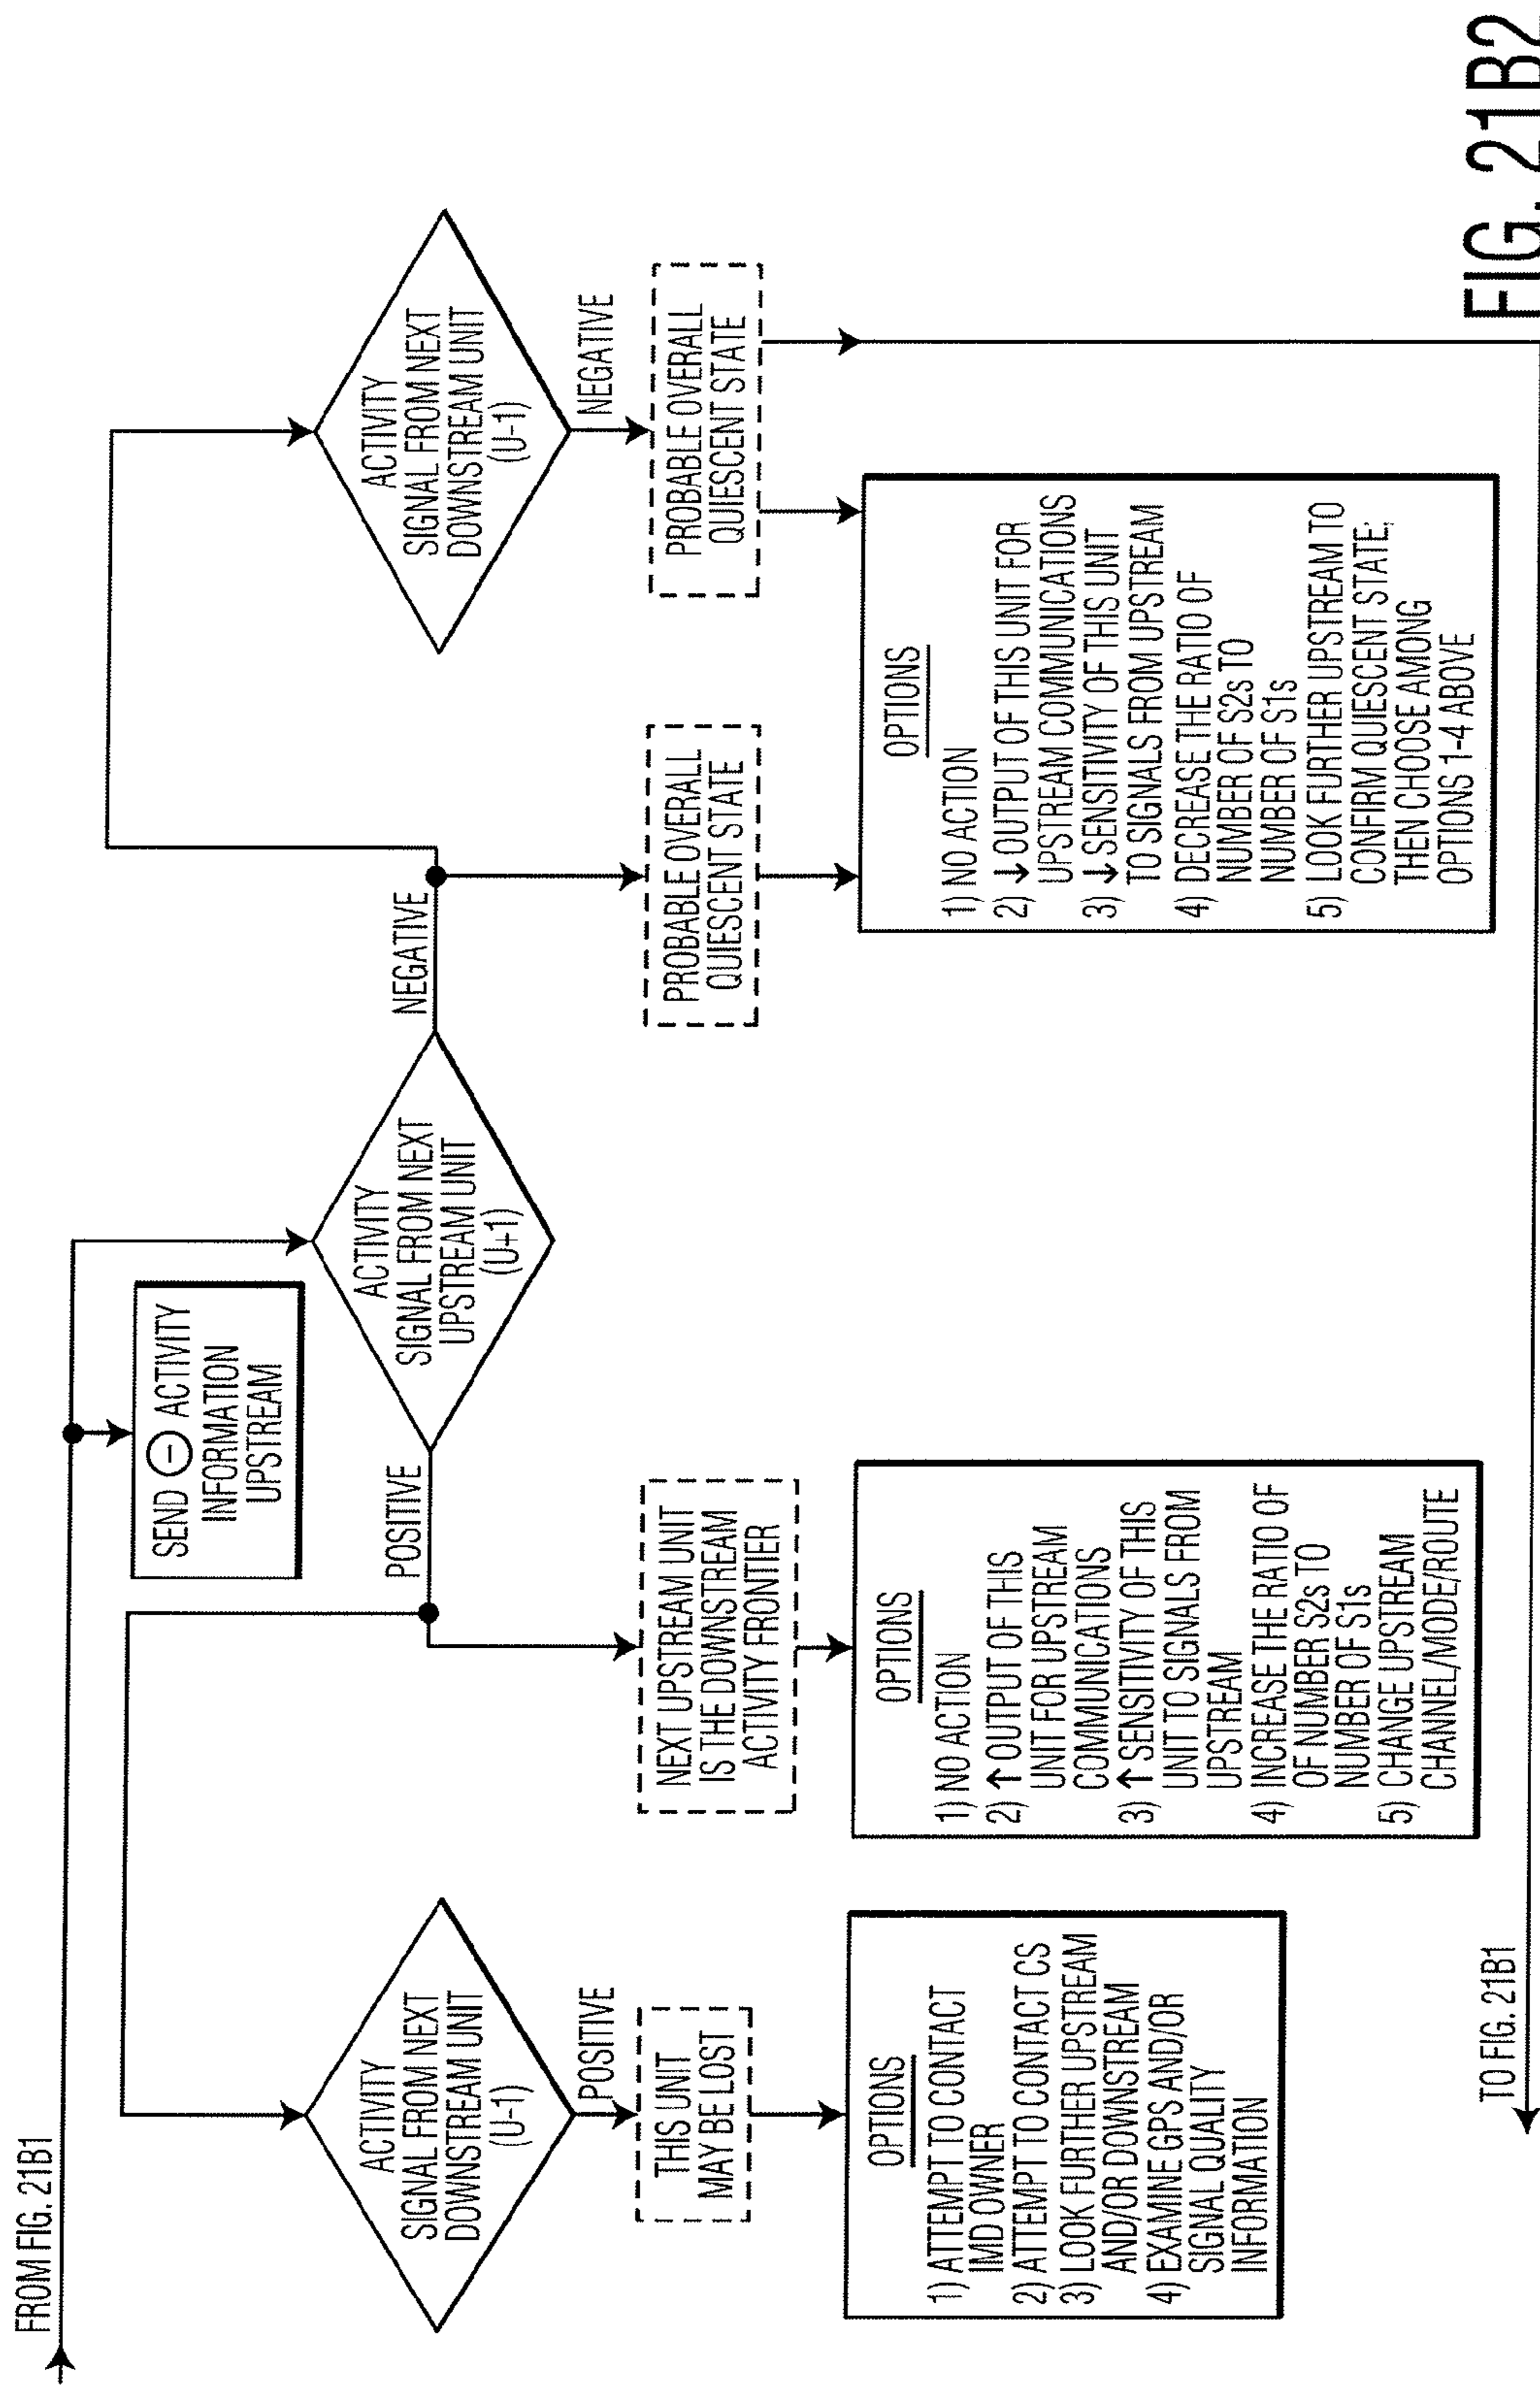 FROM FIG. 21B1
SEND ⊖ ACTIVITY
INFORMATION
UPSTREAM
ACTIVITY
SIGNAL FROM NEXT
DOWNSTREAM UNIT
(U-1)
POSITIVE
THIS UNIT
MAY BE LOST
OPTIONS
1) ATTEMPT TO CONTACT
IMD OWNER
2) ATTEMPT TO CONTACT CS
3) LOOK FURTHER UPSTREAM
AND/OR DOWNSTREAM
4) EXAMINE GPS AND/OR
SIGNAL QUALITY
INFORMATION
ACTIVITY
SIGNAL FROM NEXT
UPSTREAM UNIT
(U+1)
POSITIVE
NEGATIVE
NEXT UPSTREAM UNIT
IS THE DOWNSTREAM
ACTIVITY FRONTIER
OPTIONS
1) NO ACTION
2) ↑ OUTPUT OF THIS
UNIT FOR UPSTREAM
COMMUNICATIONS
3) ↑ SENSITIVITY OF THIS
UNIT TO SIGNALS FROM
UPSTREAM
4) INCREASE THE RATIO OF
OF NUMBER S2s TO
NUMBER OF S1s
5) CHANGE UPSTREAM
CHANNEL/MODE/ROUTE
PROBABLE OVERALL
QUIESCENT STATE
ACTIVITY
SIGNAL FROM NEXT
DOWNSTREAM UNIT
(U-1)
NEGATIVE
PROBABLE OVERALL
QUIESCENT STATE
OPTIONS
1) NO ACTION
2) ↓ OUTPUT OF THIS UNIT FOR
UPSTREAM COMMUNICATIONS
3) ↓ SENSITIVITY OF THIS UNIT
TO SIGNALS FROM UPSTREAM
4) DECREASE THE RATIO OF
NUMBER OF S2s TO
NUMBER OF S1s
5) LOOK FURTHER UPSTREAM TO
CONFIRM QUIESCENT STATE;
THEN CHOOSE AMONG
OPTIONS 1-4 ABOVE
TO FIG. 21B1
FIG. 21B2